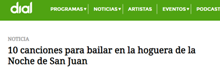 dial PROGRAMAS NOTICIAS ARTISTAS EVENTOS PODCAST
NOTICIA
10 canciones para bailar en la hoguera de la
Noche de San Juan